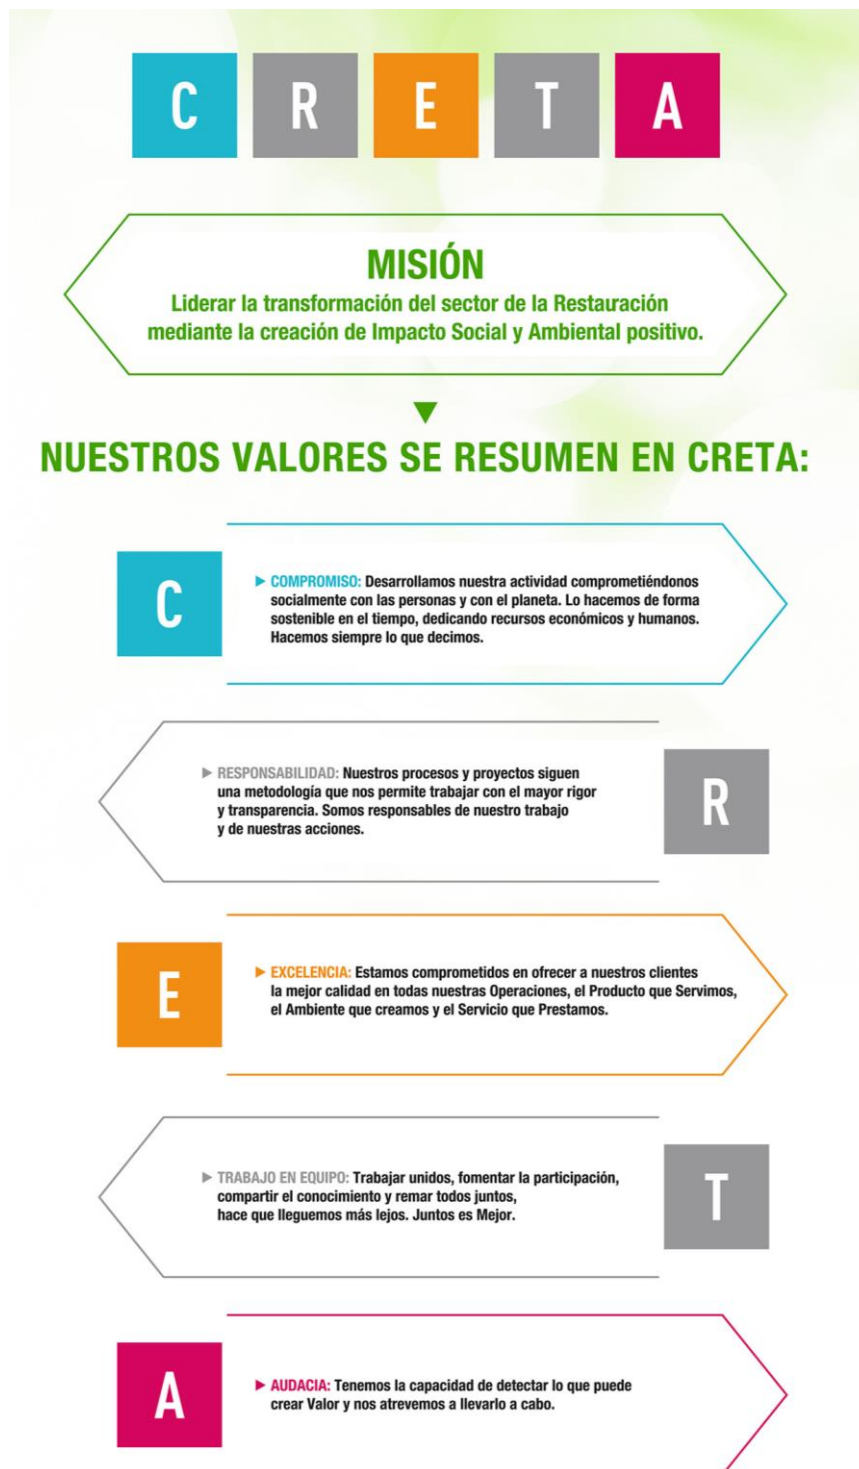 C R E T A
MISIÓN
Liderar la transformación del sector de la Restauración
mediante la creación de Impacto Social y Ambiental positivo.
NUESTROS VALORES SE RESUMEN EN CRETA:
C
COMPROMISO: Desarrollamos nuestra actividad comprometiéndonos
socialmente con las personas y con el planeta. Lo hacemos de forma
sostenible en el tiempo, dedicando recursos económicos y humanos.
Hacemos siempre lo que decimos.
RESPONSABILIDAD: Nuestros procesos y proyectos siguen
una metodología que nos permite trabajar con el mayor rigor
y transparencia. Somos responsables de nuestro trabajo
y de nuestras acciones.
R
E
EXCELENCIA: Estamos comprometidos en ofrecer a nuestros clientes
la mejor calidad en todas nuestras Operaciones, el Producto que Servimos,
el Ambiente que creamos y el Servicio que Prestamos.
TRABAJO EN EQUIPO: Trabajar unidos, fomentar la participación,
compartir el conocimiento y remar todos juntos,
hace que lleguemos más lejos. Juntos es Mejor.
T
A
AUDACIA: Tenemos la capacidad de detectar lo que puede
crear Valor y nos atrevemos a llevarlo a cabo.